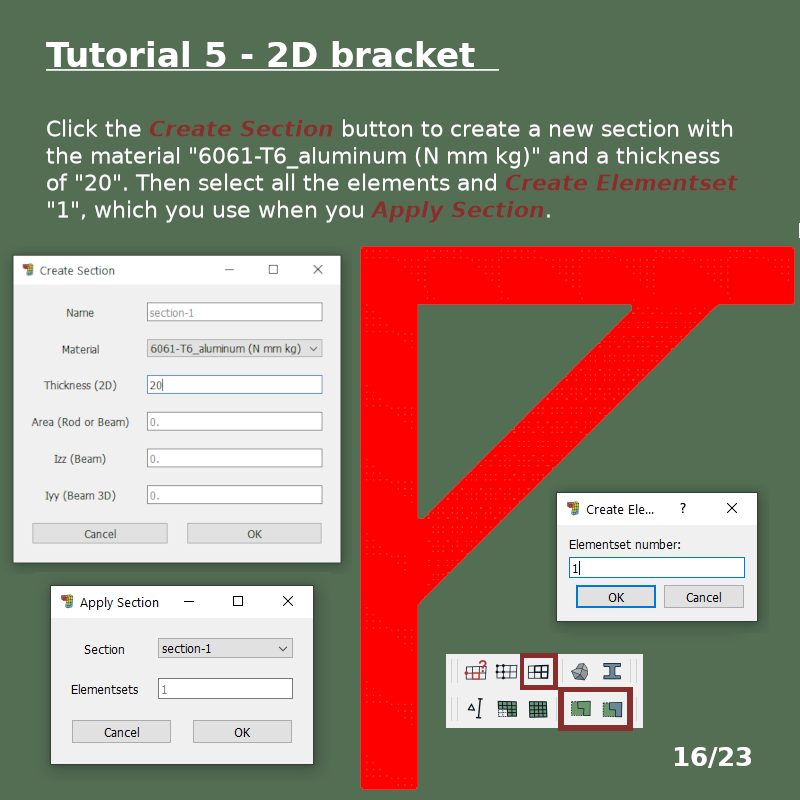 Tutorial 5 - 2D bracket
Click the Create Section button to create a new section with
the material "6061-T6_aluminum (N mm kg)" and a thickness
of "20". Then select all the elements and Create Elementset
"1", which you use when you Apply Section.
Create Section
Name section-1
Material 6061-T6_aluminum (N mm kg)
Thickness (2D) 20
Area (Rod or Beam) 0.
Izz (Beam) 0.
Iyy (Beam 3D) 0.
Cancel OK
Create Ele... ?
Elementset number:
1
OK Cancel
Apply Section
Section section-1
Elementsets 1
Cancel OK
16/23